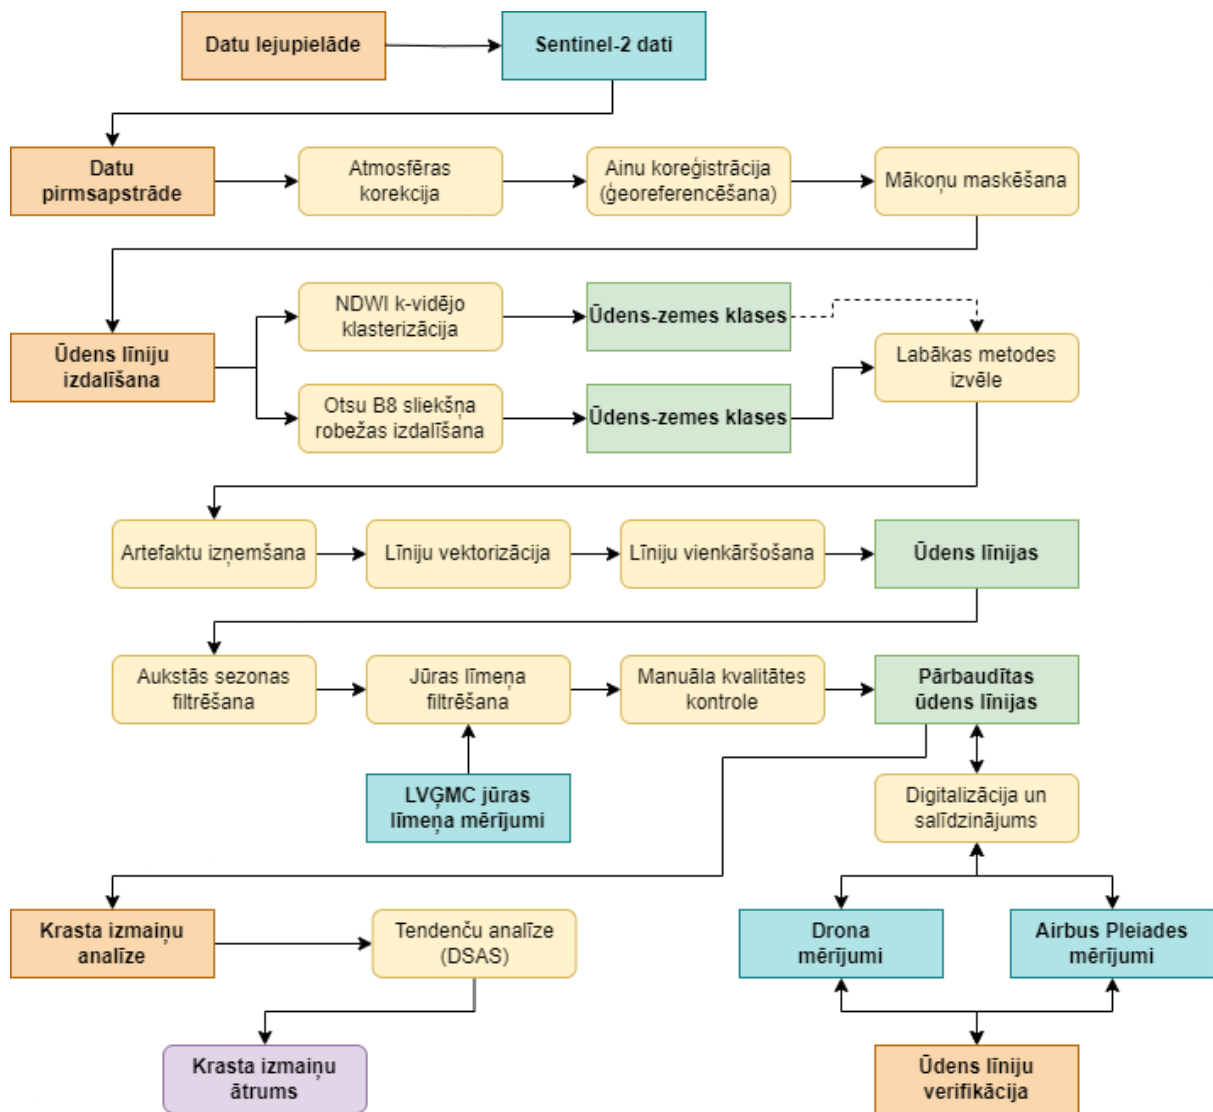 Datu lejupielāde
Sentinel-2 dati
Datu
pirmsapstrāde
Atmosfēras
korekcija
Ainu koreģistrācija
(ģeoreferencēšana)
Mākoņu maskēšana
Ūdens līniju
izdalīšana
NDWI k-vidējo
klasterizācija
Ūdens-zemes klases
Otsu B8 sliekšņa
robežas izdalīšana
Ūdens-zemes klases
Labākas metodes
izvēle
Artefaktu izņemšana
Līniju vektorizācija
Līniju vienkāršošana
Ūdens līnijas
Aukstās sezonas
filtrēšana
Jūras līmeņa
filtrēšana
Manuāla kvalitātes
kontrole
Pārbaudītas
ūdens līnijas
LVĢMC jūras
līmeņa mērījumi
Digitalizācija un
salīdzinājums
Krasta izmaiņu
analīze
Tendenču analīze
(DSAS)
Drona
mērījumi
Airbus Pleiades
mērījumi
Krasta izmaiņu
ātrums
Ūdens līniju
verifikācija